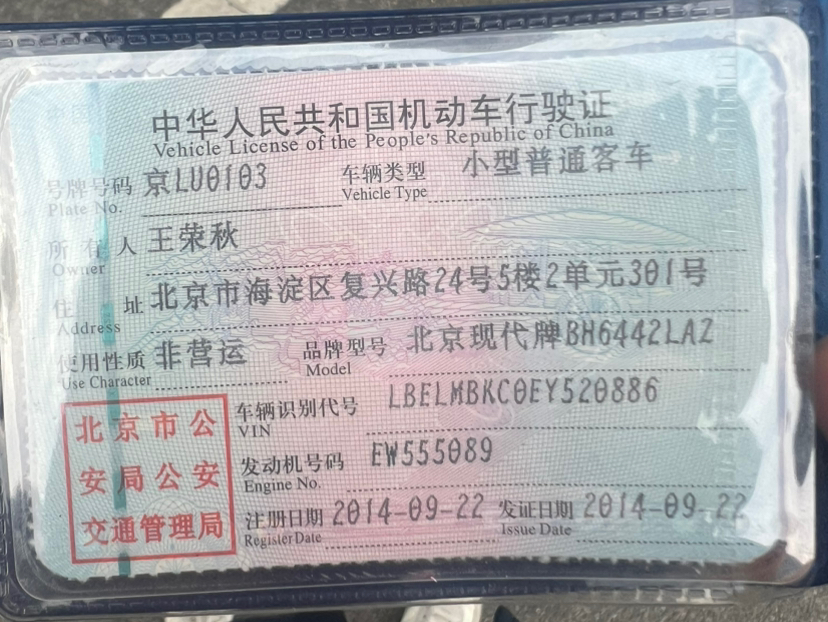 中华人民共和国机动车行驶证
Vehicle License of the People's Republic of China
号牌号码 京LU0103 车辆类型 小型普通客车
Plate No. Vehicle Type
所有人 王荣秋
Owner
住址 北京市海淀区复兴路24号5楼2单元301号
Address
使用性质 非营运 品牌型号 北京现代牌BH6442LAZ
Use Character Model
车辆识别代号 LBELMBKC0EY520886
VIN
发动机号码 EW555089
Engine No.
注册日期 2014-09-22 发证日期 2014-09-22
Register Date Issue Date
北京市公
安局公安
交通管理局